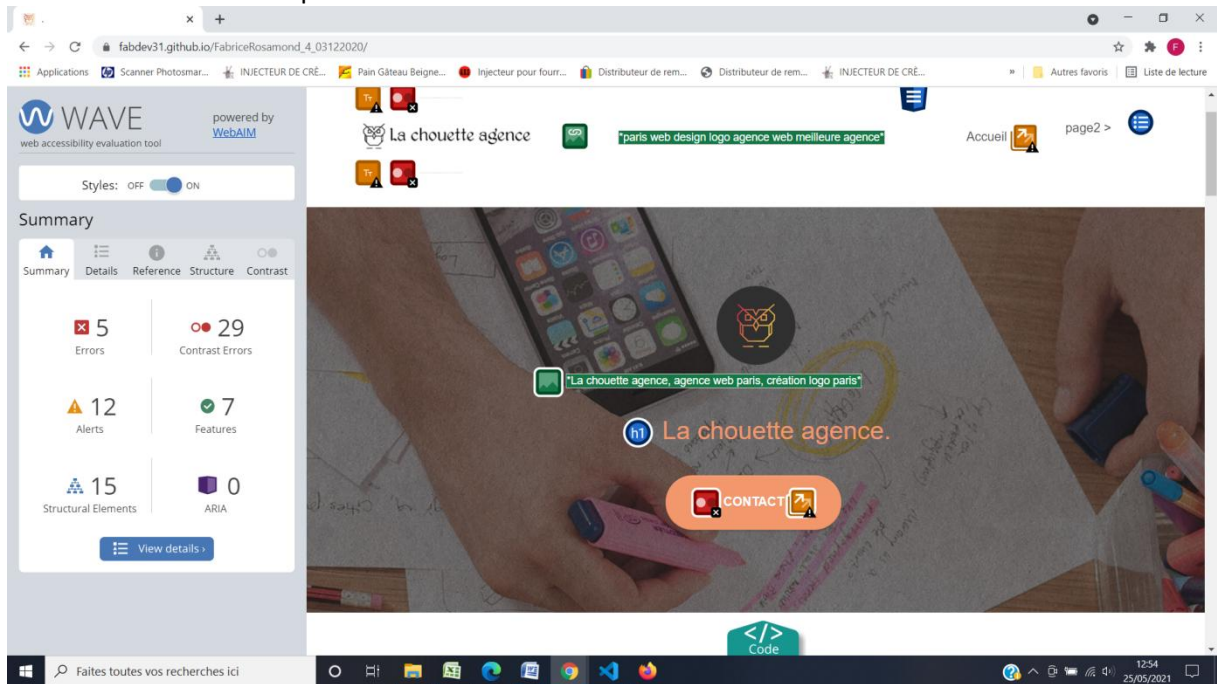 .
fabdev31.github.io/FabriceRosamond_4_03122020/
F
Applications
Scanner Photosmar...
INJECTEUR DE CRÈ...
Pain Gâteau Beigne...
Injecteur pour fourr...
Distributeur de rem...
Distributeur de rem...
INJECTEUR DE CRÈ...
»
Autres favoris
Liste de lecture
WAVE
web accessibility evaluation tool
powered by
WebAIM
Styles: OFF ON
Summary
Summary Details Reference Structure Contrast
5
Errors
29
Contrast Errors
12
Alerts
7
Features
15
Structural Elements
0
ARIA
View details ›
La chouette agence
*paris web design logo agence web meilleure agence*
Accueil
page2 >
*La chouette agence, agence web paris, création logo paris*
h1
La chouette agence.
CONTACT
</>
Code
Faites toutes vos recherches ici
12:54
25/05/2021